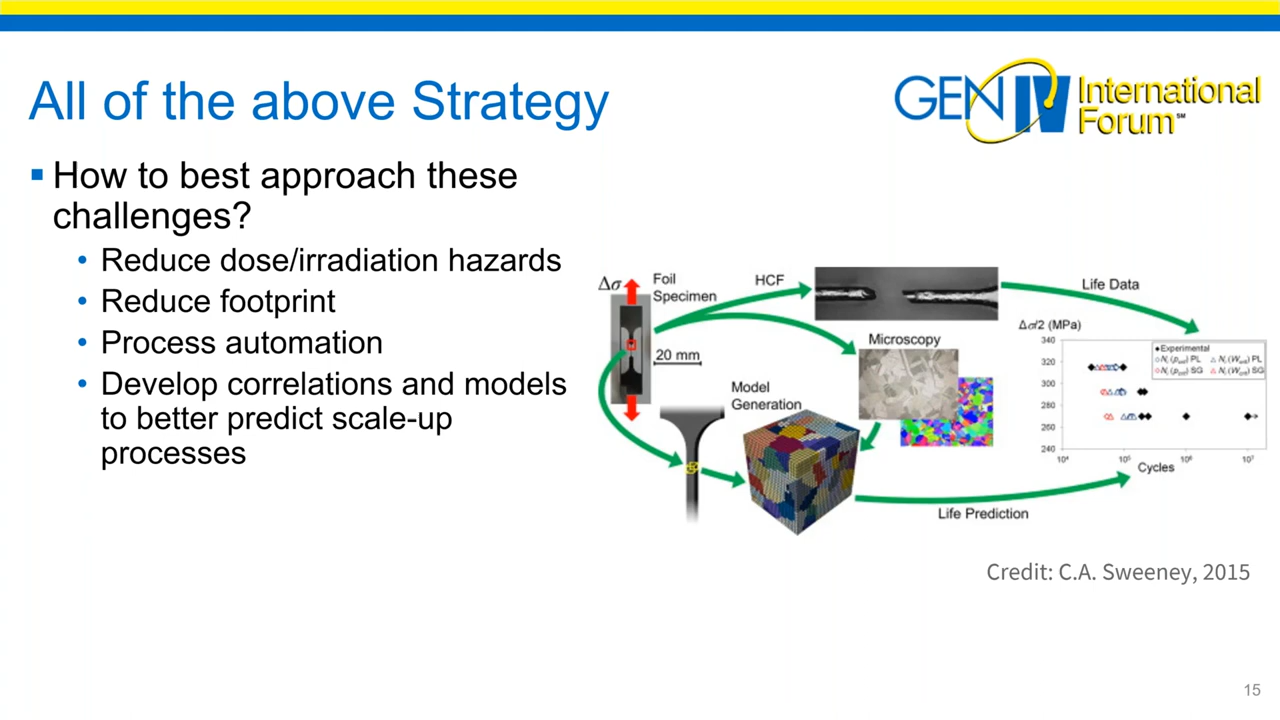 All of the above Strategy
GEN IV International
Forum℠
▪ How to best approach these
challenges?
• Reduce dose/irradiation hazards
• Reduce footprint
• Process automation
• Develop correlations and models
to better predict scale-up
processes
Δσ
Foil
Specimen
HCF
Life Data
20 mm
Microscopy
Model
Generation
Life Prediction
Δσ/2 (MPa)
Experimental
340
320
300
280
260
240
10⁴ 10⁵ 10⁶ 10⁷
Cycles
Credit: C.A. Sweeney, 2015
15